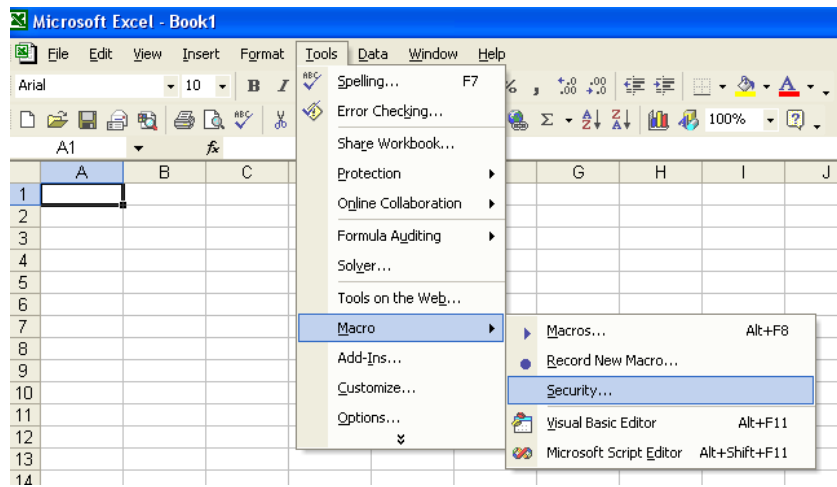 Microsoft Excel - Book1
File Edit View Insert Format Tools Data Window Help
Arial 10 B I % , .00 .00 A
ABC Σ A Z Z A 100% ?
A1 fx
A B C G H I J
Spelling... F7
Error Checking...
Share Workbook...
Protection
Online Collaboration
Formula Auditing
Solver...
Tools on the Web...
Macro
Add-Ins...
Customize...
Options...
Macros... Alt+F8
Record New Macro...
Security...
Visual Basic Editor Alt+F11
Microsoft Script Editor Alt+Shift+F11
1
2
3
4
5
6
7
8
9
10
11
12
13
14